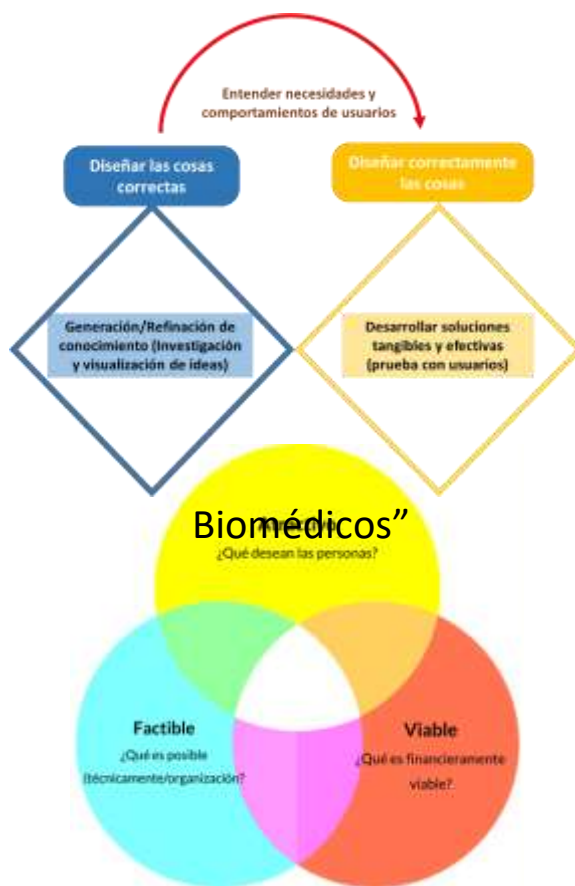 Entender necesidades y
comportamientos de usuarios
Diseñar las cosas
correctas
Diseñar correctamente
las cosas
Generación/Refinación de
conocimiento (Investigación
y visualización de ideas)
Desarrollar soluciones
tangibles y efectivas
(prueba con usuarios)
Biomédicos”
¿Qué desean las personas?
Factible
¿Qué es posible
(técnicamente/organización?
Viable
¿Qué es financieramente
viable?